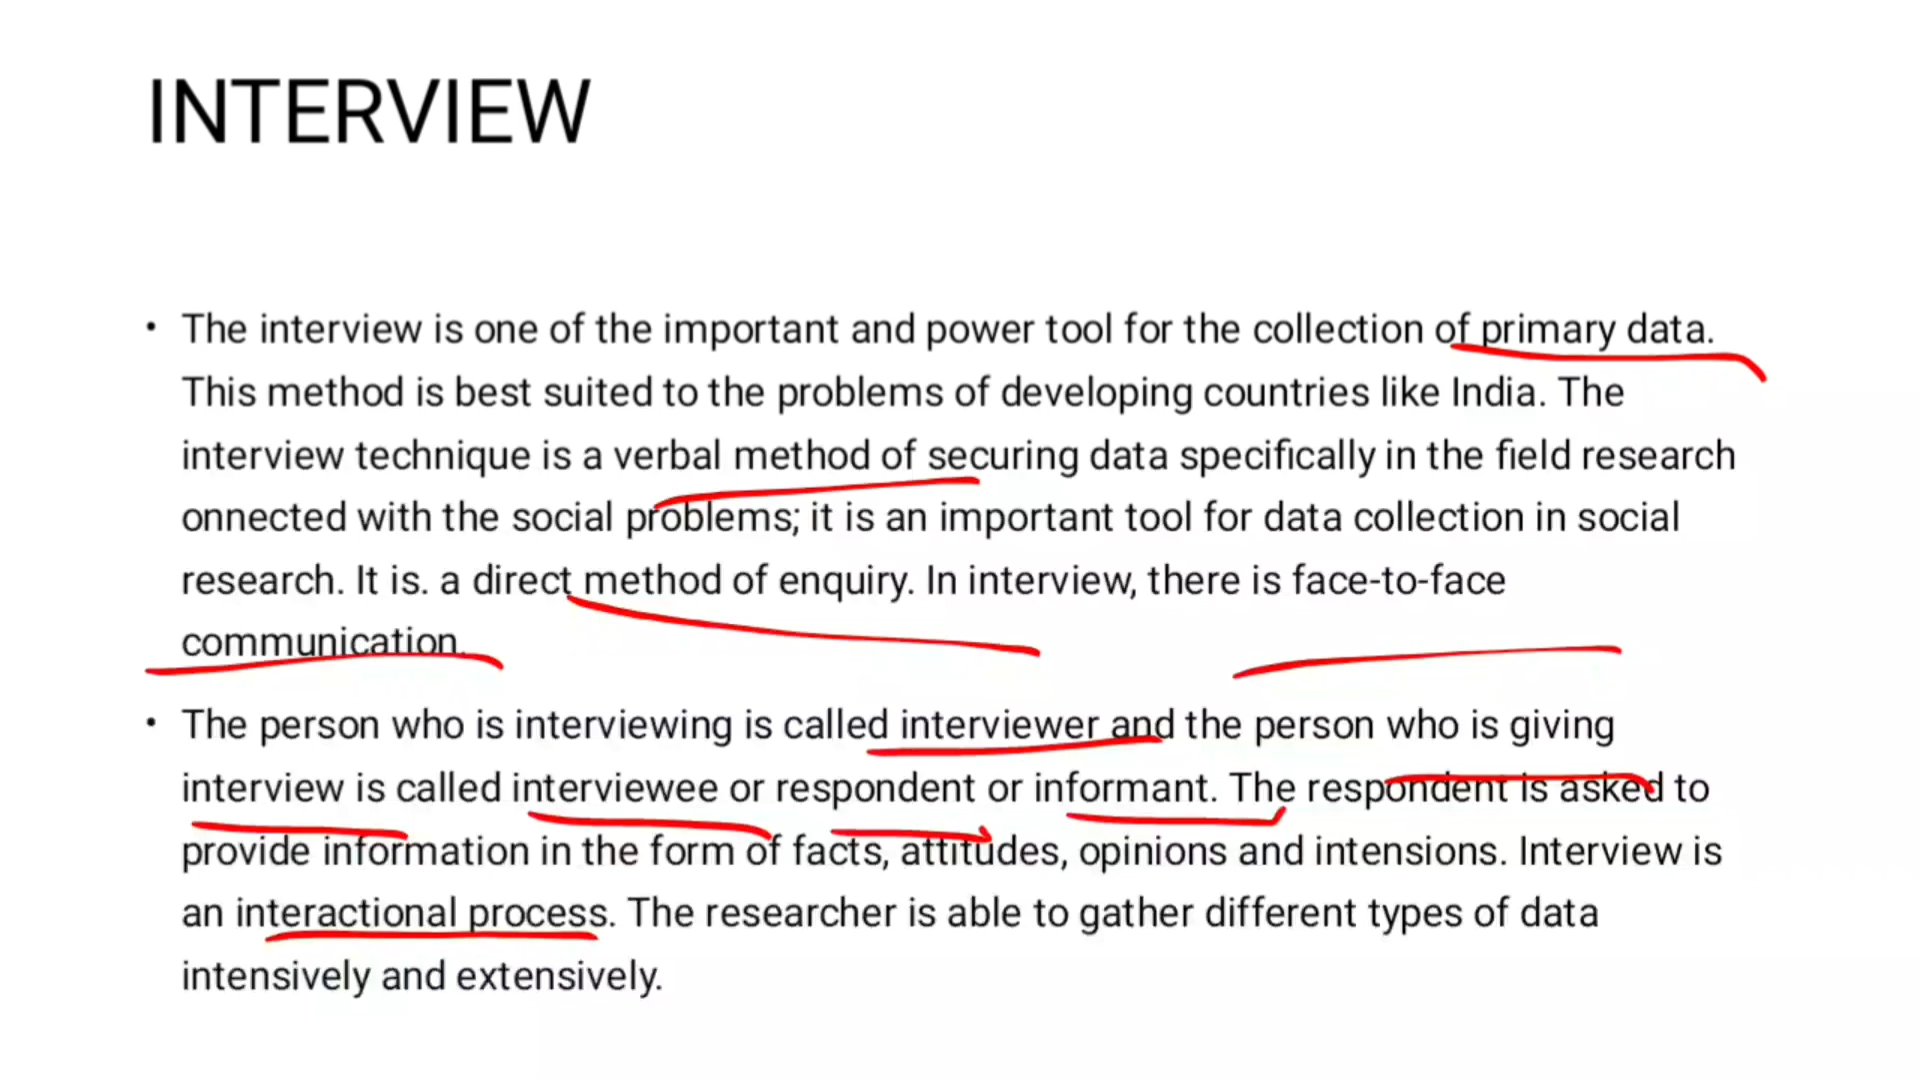 INTERVIEW
• The interview is one of the important and power tool for the collection of primary data.
This method is best suited to the problems of developing countries like India. The
interview technique is a verbal method of securing data specifically in the field research
onnected with the social problems; it is an important tool for data collection in social
research. It is. a direct method of enquiry. In interview, there is face-to-face
communication.
• The person who is interviewing is called interviewer and the person who is giving
interview is called interviewee or respondent or informant. The respondent is asked to
provide information in the form of facts, attitudes, opinions and intensions. Interview is
an interactional process. The researcher is able to gather different types of data
intensively and extensively.